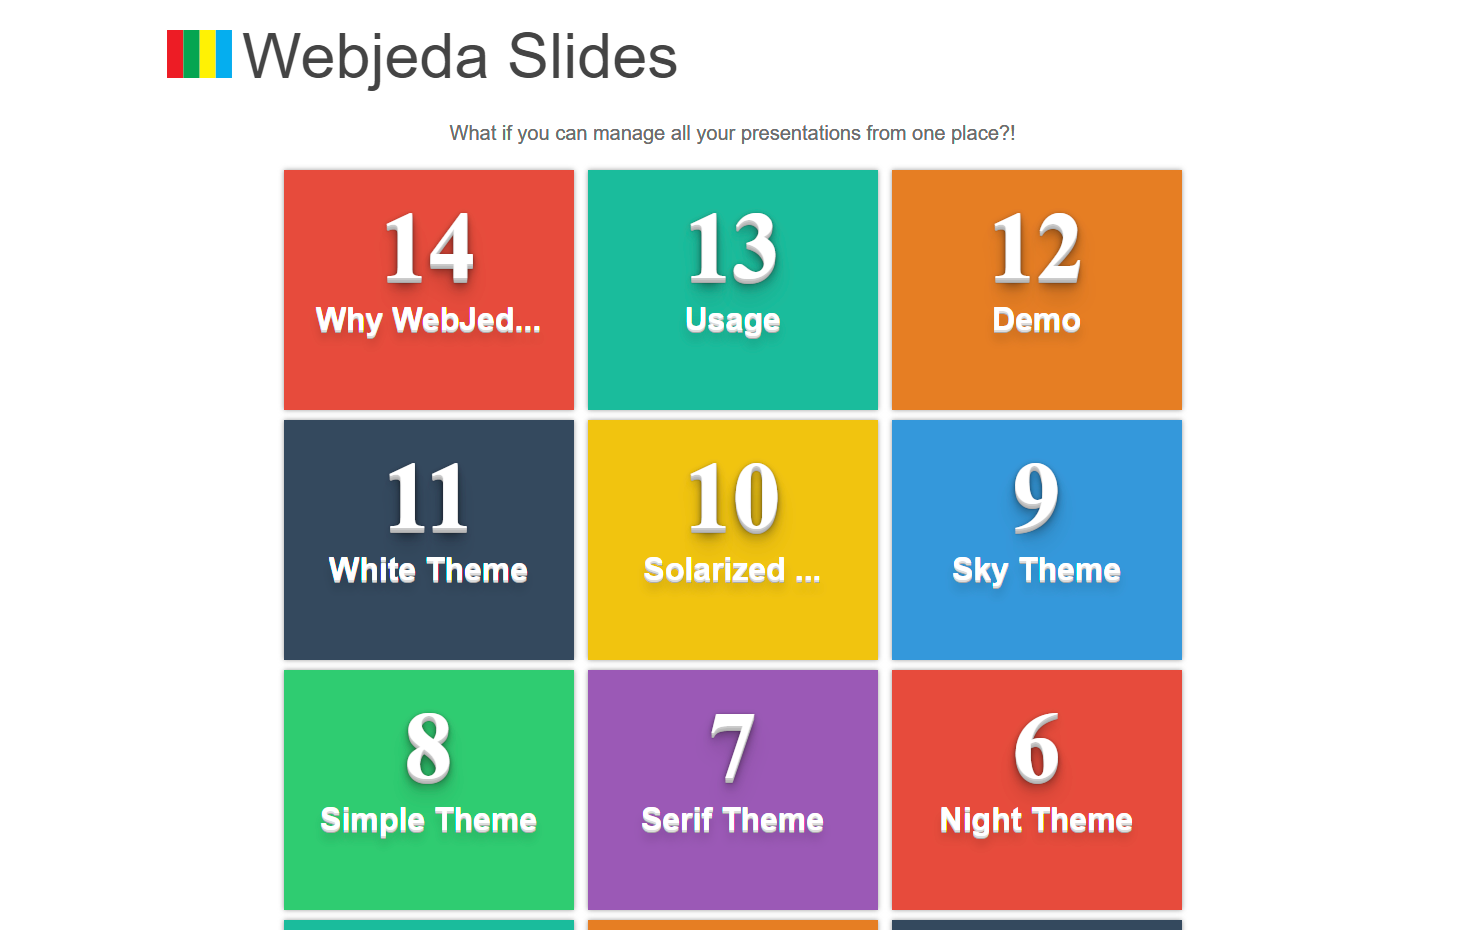 Webjeda Slides
What if you can manage all your presentations from one place?!
14
Why WebJed...
13
Usage
12
Demo
11
White Theme
10
Solarized ...
9
Sky Theme
8
Simple Theme
7
Serif Theme
6
Night Theme